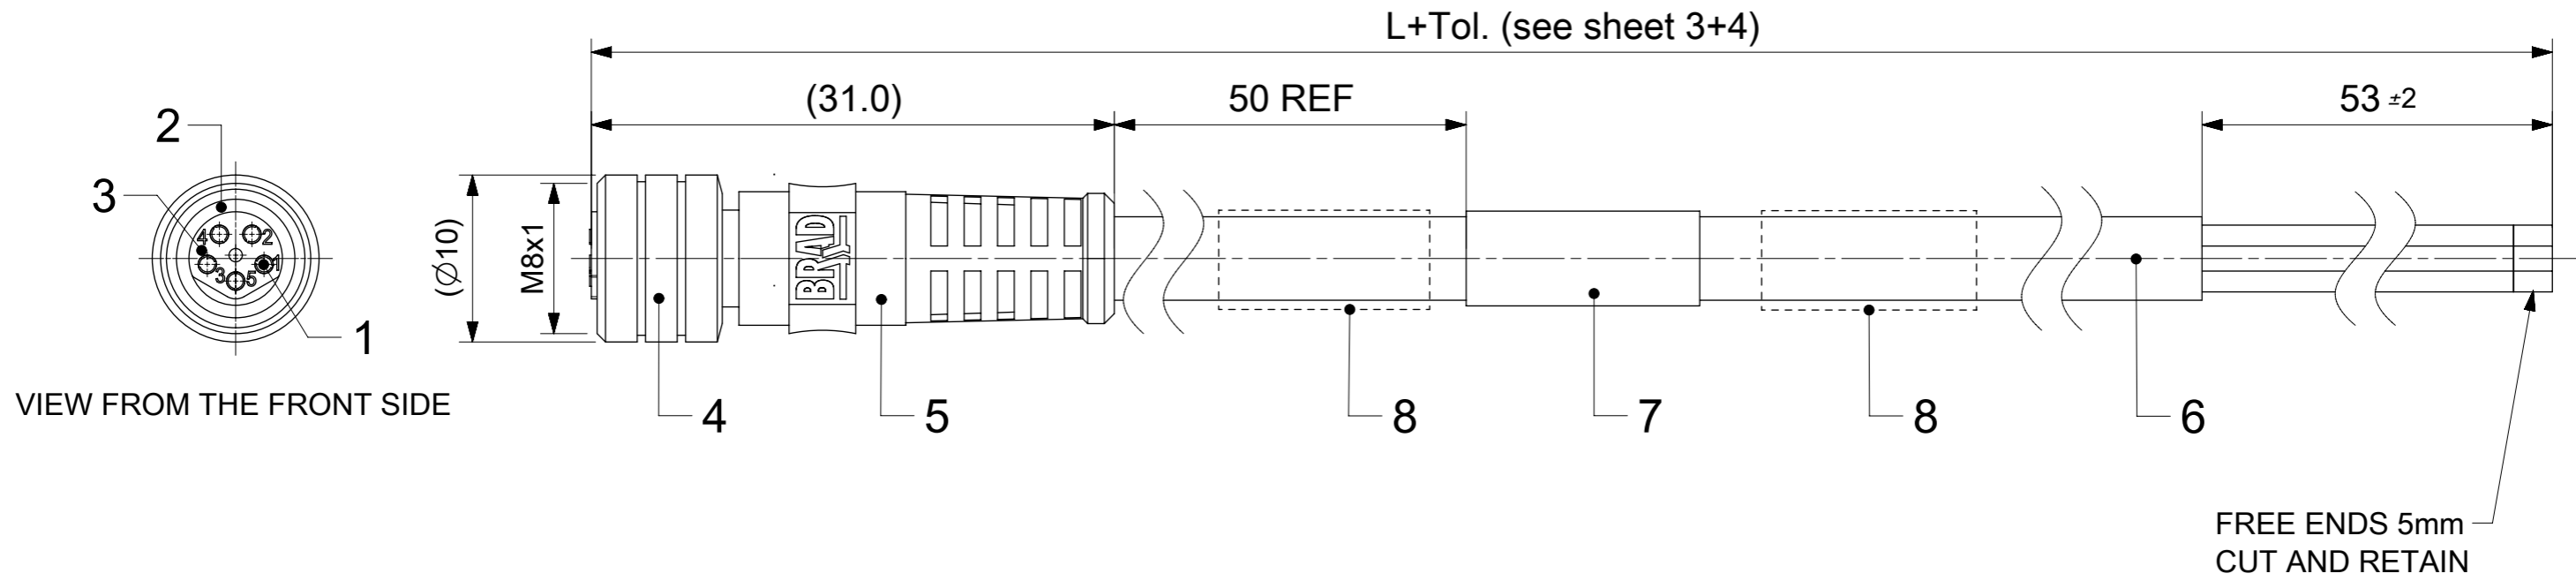 L+Tol. (see sheet 3+4)
(31.0)
50 REF
53 ±2
2
3
4
2
3
5
1
1
(∅10)
M8x1
BRAD
VIEW FROM THE FRONT SIDE
4
5
8
7
8
6
FREE ENDS 5mm
CUT AND RETAIN